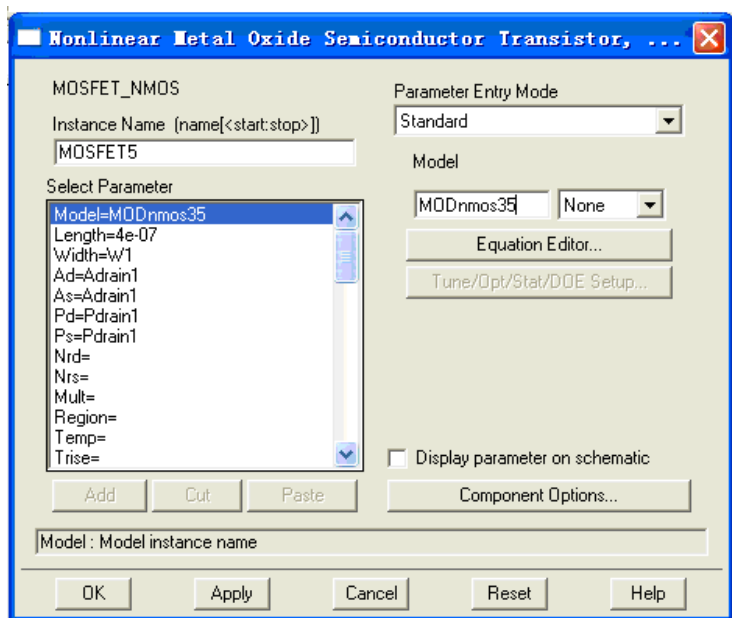 Nonlinear Metal Oxide Semiconductor Transistor, ...
MOSFET_NMOS
Instance Name (name[<start:stop>])
MOSFET5
Select Parameter
Model=MODnmos35
Length=4e-07
Width=W1
Ad=Adrain1
As=Adrain1
Pd=Pdrain1
Ps=Pdrain1
Nrd=
Nrs=
Mult=
Region=
Temp=
Trise=
Add Cut Paste
Parameter Entry Mode
Standard
Model
MODnmos35 None
Equation Editor...
Tune/Opt/Stat/DOE Setup...
Display parameter on schematic
Component Options...
Model : Model instance name
OK Apply Cancel Reset Help